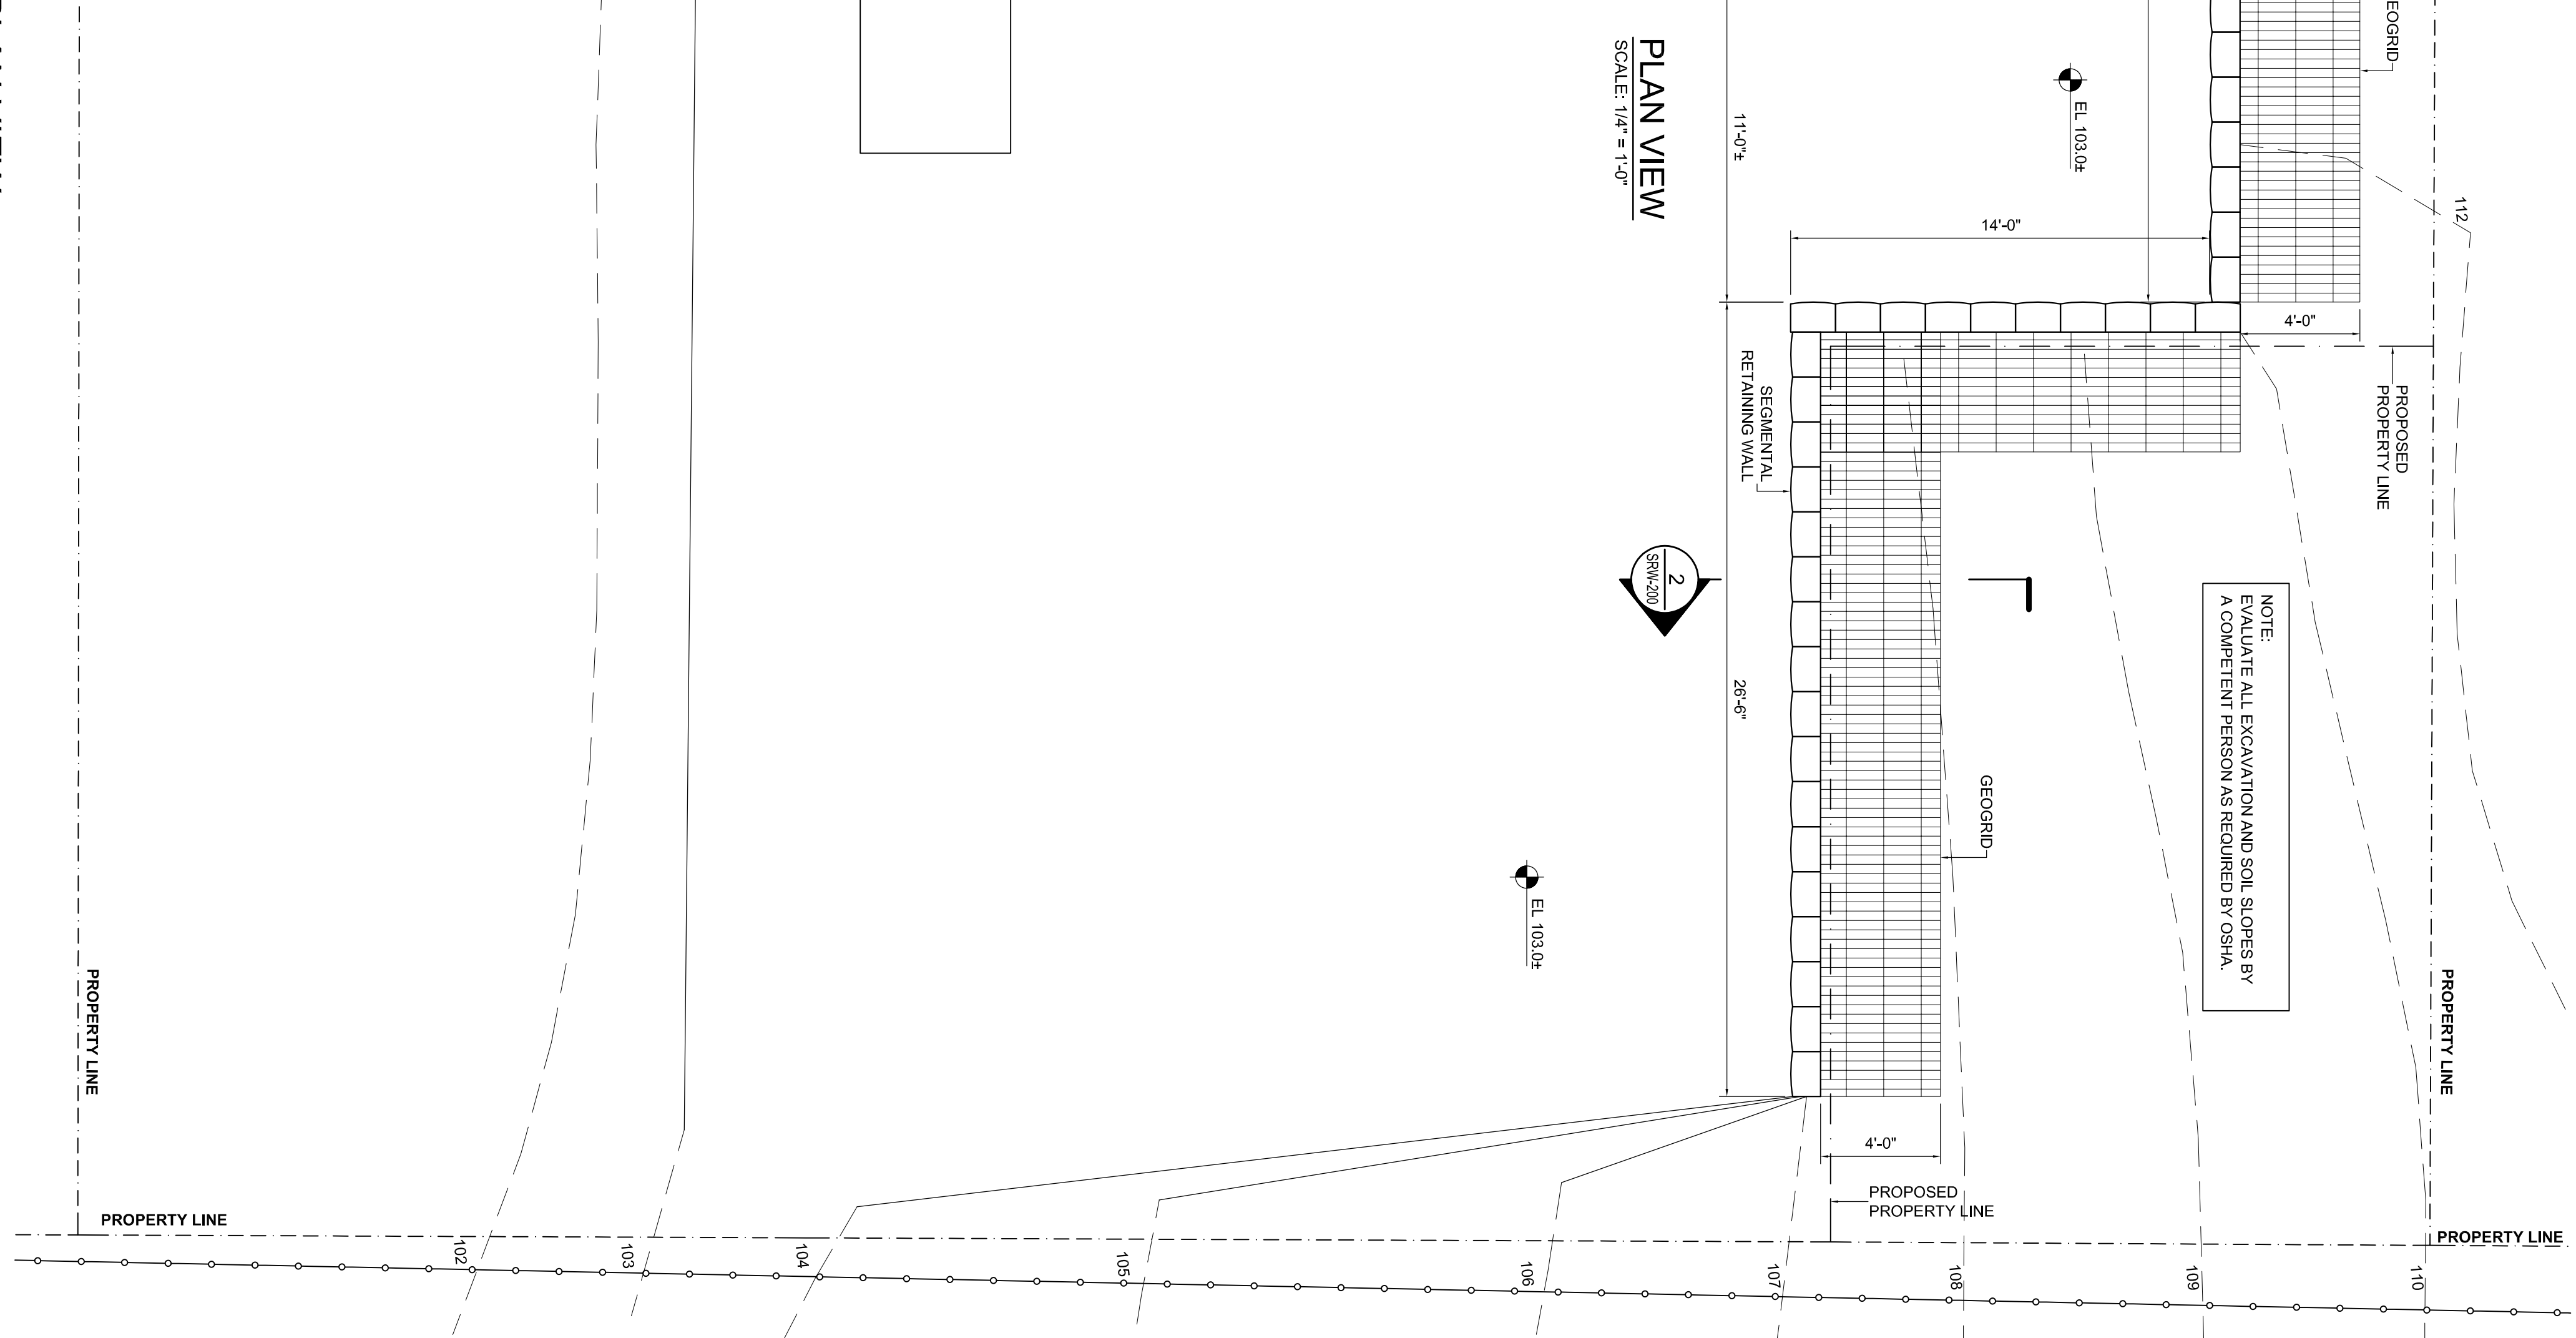 EOGRID
PLAN VIEW
SCALE: 1/4" = 1'-0"
11'-0"±
EL 103.0±
14'-0"
112
4'-0"
PROPOSED
PROPERTY LINE
SEGMENTAL
RETAINING WALL
2
SRW-200
26'-6"
NOTE:
EVALUATE ALL EXCAVATION AND SOIL SLOPES BY
A COMPETENT PERSON AS REQUIRED BY OSHA.
GEOGRID
EL 103.0±
PROPERTY LINE
PROPERTY LINE
4'-0"
PROPOSED
PROPERTY LINE
PROPERTY LINE
PROPERTY LINE
102
103
104
105
106
107
108
109
110